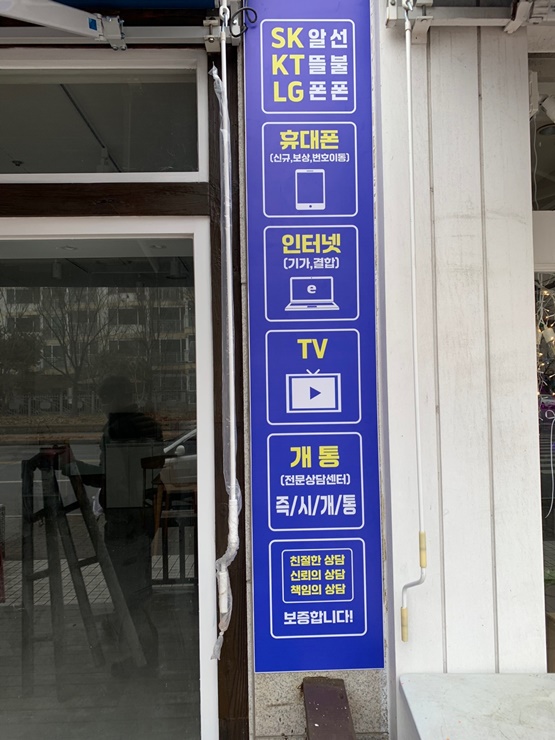 SK 알 선
KT 뜰 불
LG 폰 폰
휴대폰
(신규,보상,번호이동)
인터넷
(기가,결합)
e
TV
개 통
(전문상담센터)
즉/시/개/통
친절한 상담
신뢰의 상담
책임의 상담
보증합니다!